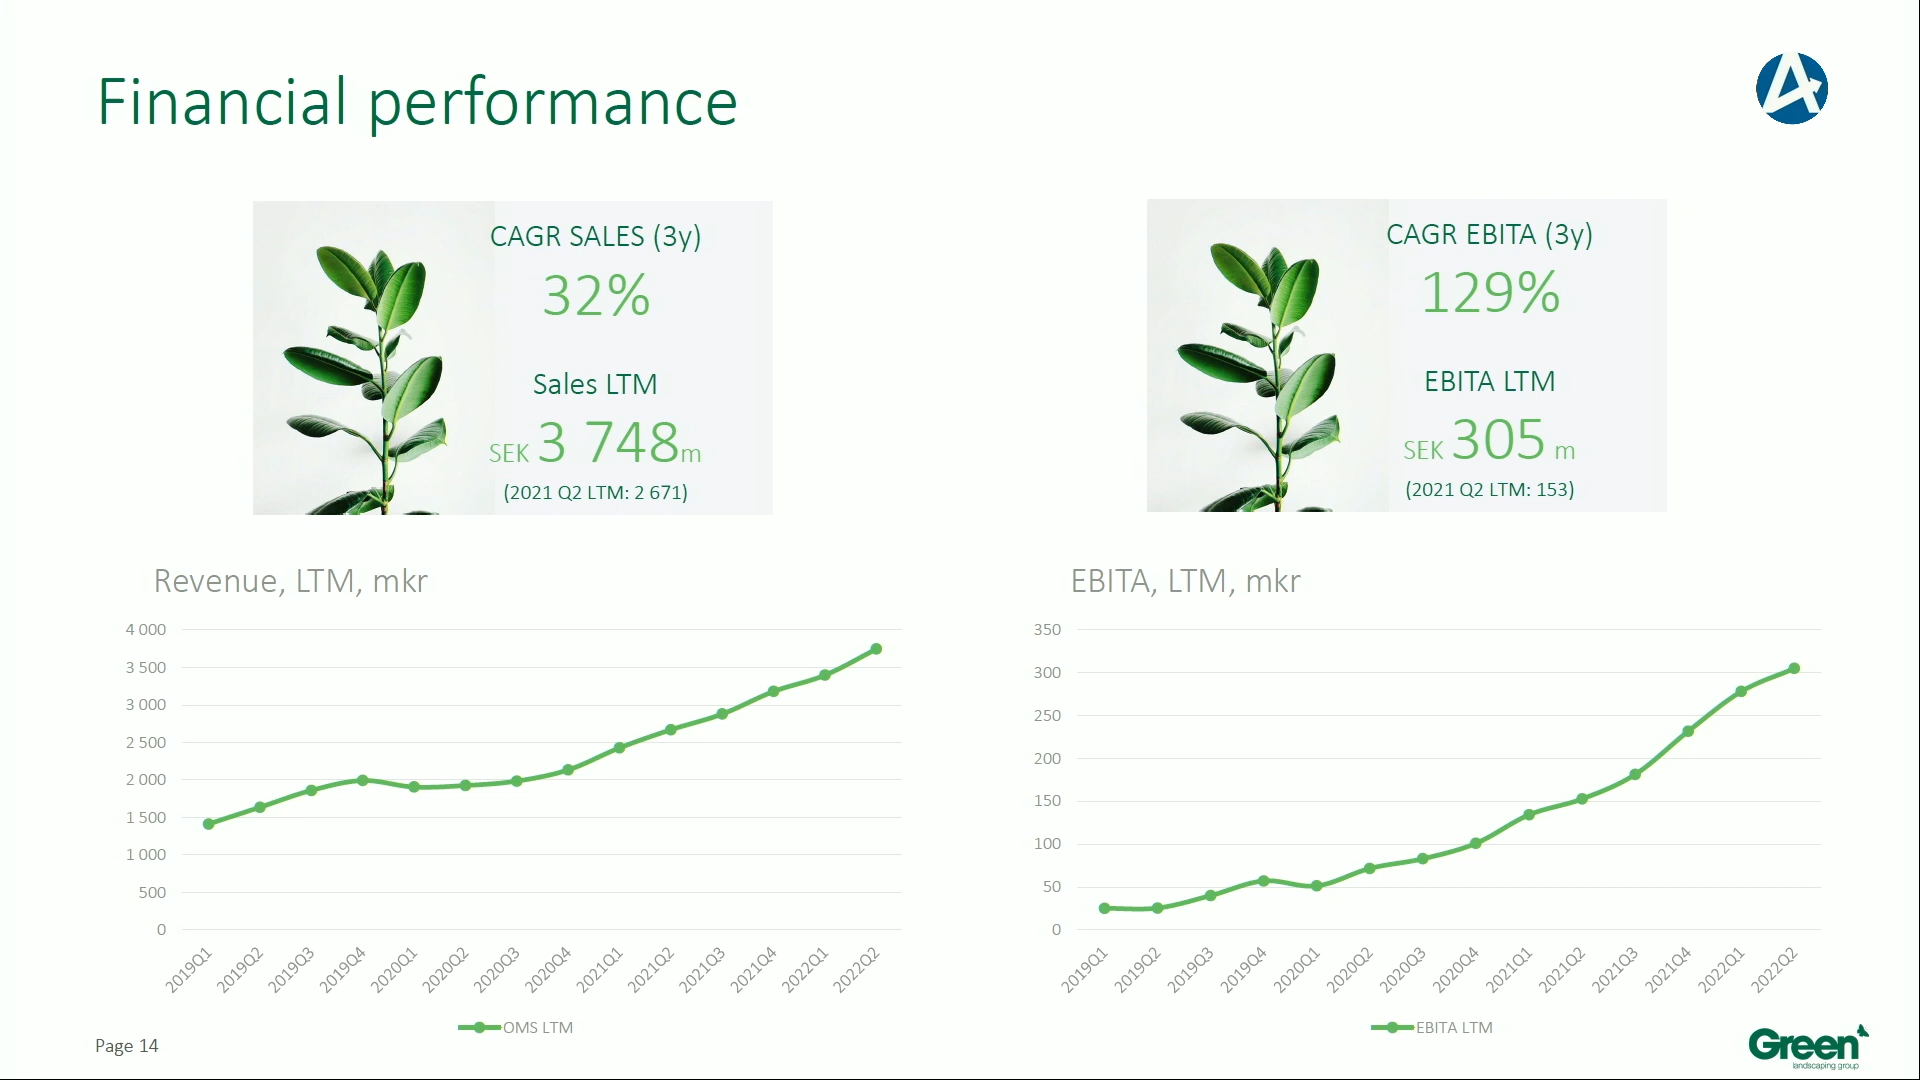 Financial performance
CAGR SALES (3y)
32%
Sales LTM
SEK 3 748m
(2021 Q2 LTM: 2 671)
CAGR EBITA (3y)
129%
EBITA LTM
SEK 305 m
(2021 Q2 LTM: 153)
Revenue, LTM, mkr
4 000
3 500
3 000
2 500
2 000
1 500
1 000
500
0
2019Q1
2019Q2
2019Q3
2019Q4
2020Q1
2020Q2
2020Q3
2020Q4
2021Q1
2021Q2
2021Q3
2021Q4
2022Q1
2022Q2
OMS LTM
EBITA, LTM, mkr
350
300
250
200
150
100
50
0
2019Q1
2019Q2
2019Q3
2019Q4
2020Q1
2020Q2
2020Q3
2020Q4
2021Q1
2021Q2
2021Q3
2021Q4
2022Q1
2022Q2
EBITA LTM
Page 14
Green
landscaping group